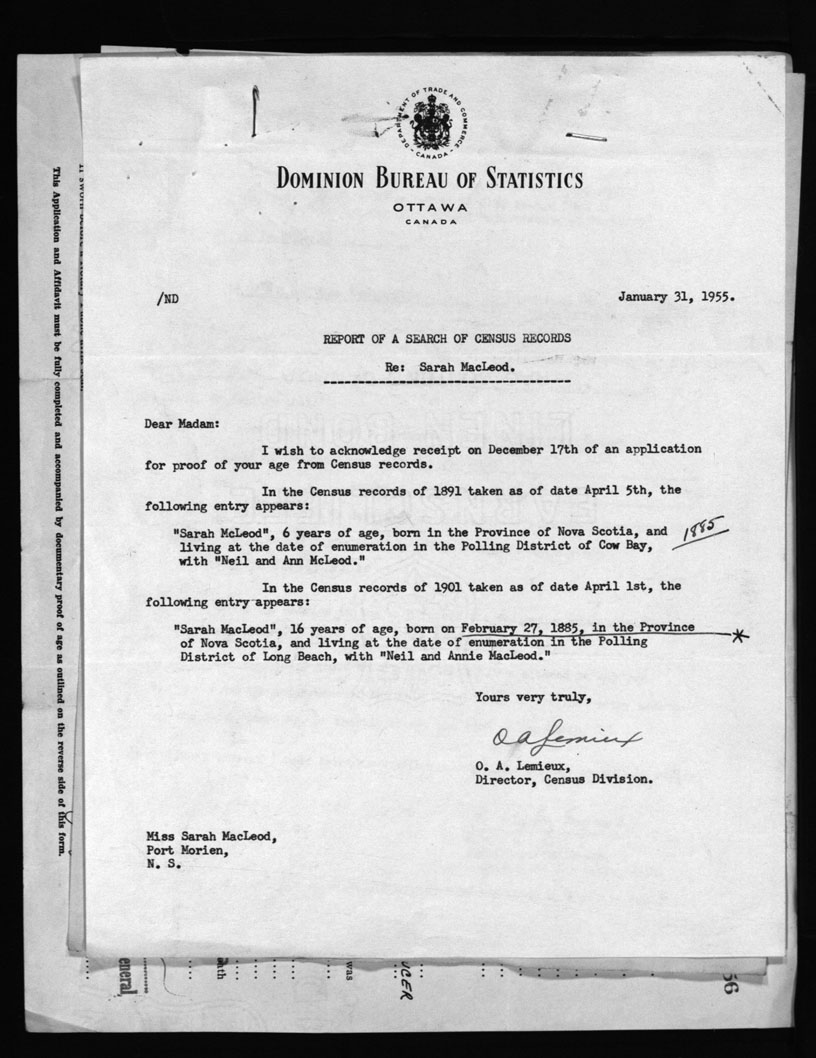 DEPARTMENT OF TRADE AND COMMERCE
- CANADA -
DOMINION BUREAU OF STATISTICS
OTTAWA
CANADA
/ND
January 31, 1955.
REPORT OF A SEARCH OF CENSUS RECORDS
Re: Sarah MacLeod.
Dear Madam:
I wish to acknowledge receipt on December 17th of an application
for proof of your age from Census records.
In the Census records of 1891 taken as of date April 5th, the
following entry appears:
"Sarah McLeod", 6 years of age, born in the Province of Nova Scotia, and
1885
living at the date of enumeration in the Polling District of Cow Bay,
with "Neil and Ann McLeod."
In the Census records of 1901 taken as of date April 1st, the
following entry appears:
"Sarah MacLeod", 16 years of age, born on February 27, 1885, in the Province
of Nova Scotia, and living at the date of enumeration in the Polling
District of Long Beach, with "Neil and Annie MacLeod."
Yours very truly,
O A Lemieux
O. A. Lemieux,
Director, Census Division.
Miss Sarah MacLeod,
Port Morien,
N. S.
This Application and Affidavit must be fully completed and accompanied by documentary proof of age as outlined on the reverse side of this form.
was
56